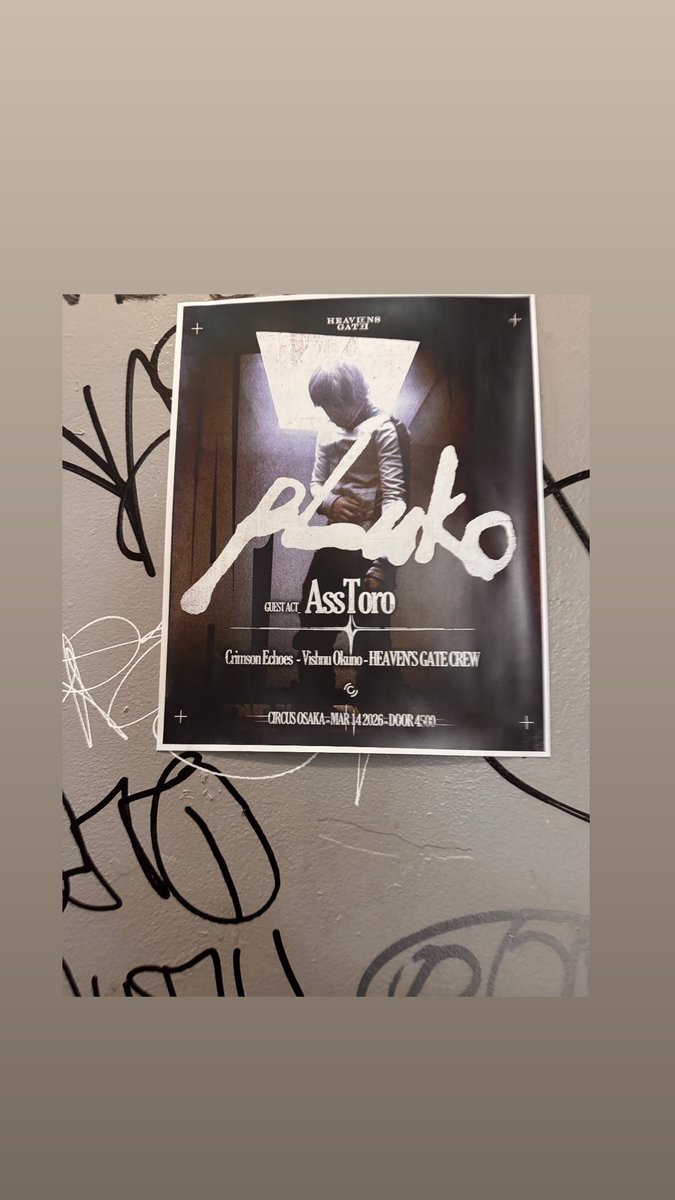 HEAVENS
GATE
pLuko
GUEST ACT_ AssToro
Crimson Echoes - Vishnu Okuno - HEAVEN'S GATE CREW
CIRCUS OSAKA - MAR 14 2026 - DOOR 4500